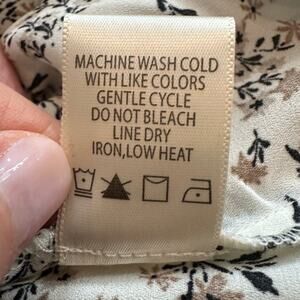 MACHINE WASH COLD
WITH LIKE COLORS
GENTLE CYCLE
DO NOT BLEACH
LINE DRY
IRON,LOW HEAT